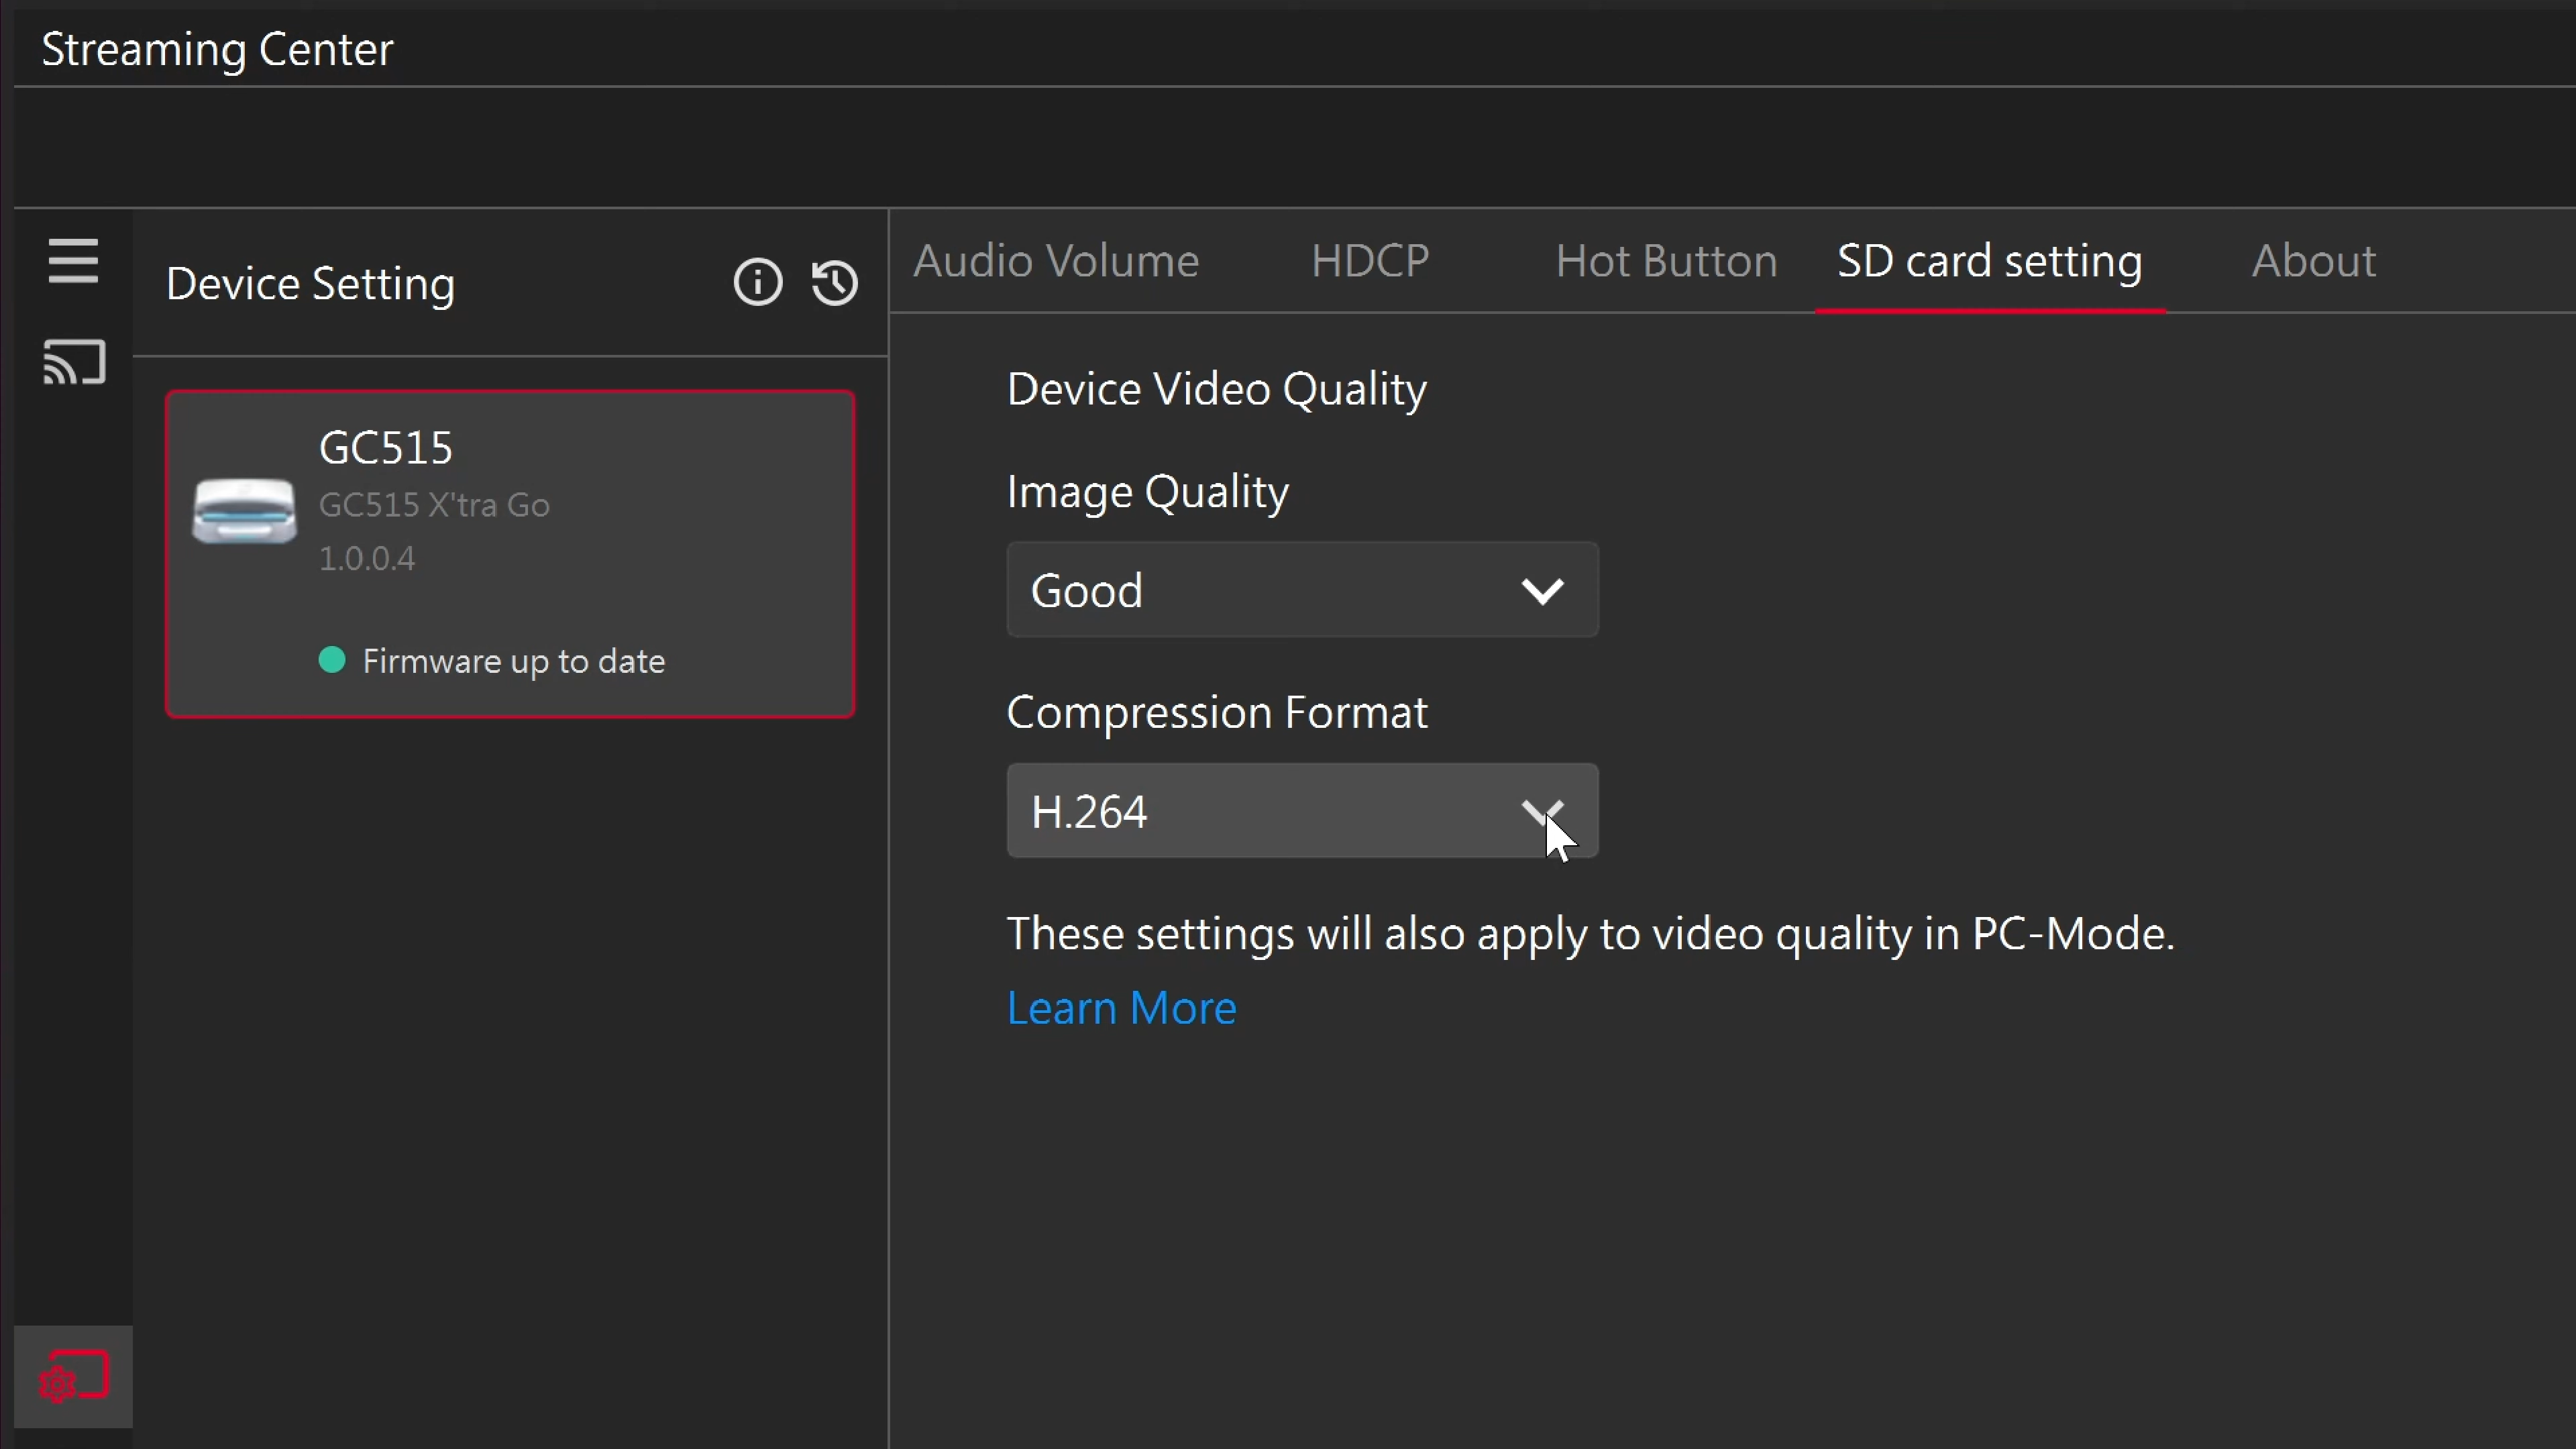 Streaming Center
Device Setting
GC515
GC515 X'tra Go
1.0.0.4
Firmware up to date
Audio Volume
HDCP
Hot Button
SD card setting
About
Device Video Quality
Image Quality
Good
Compression Format
H.264
These settings will also apply to video quality in PC-Mode.
Learn More